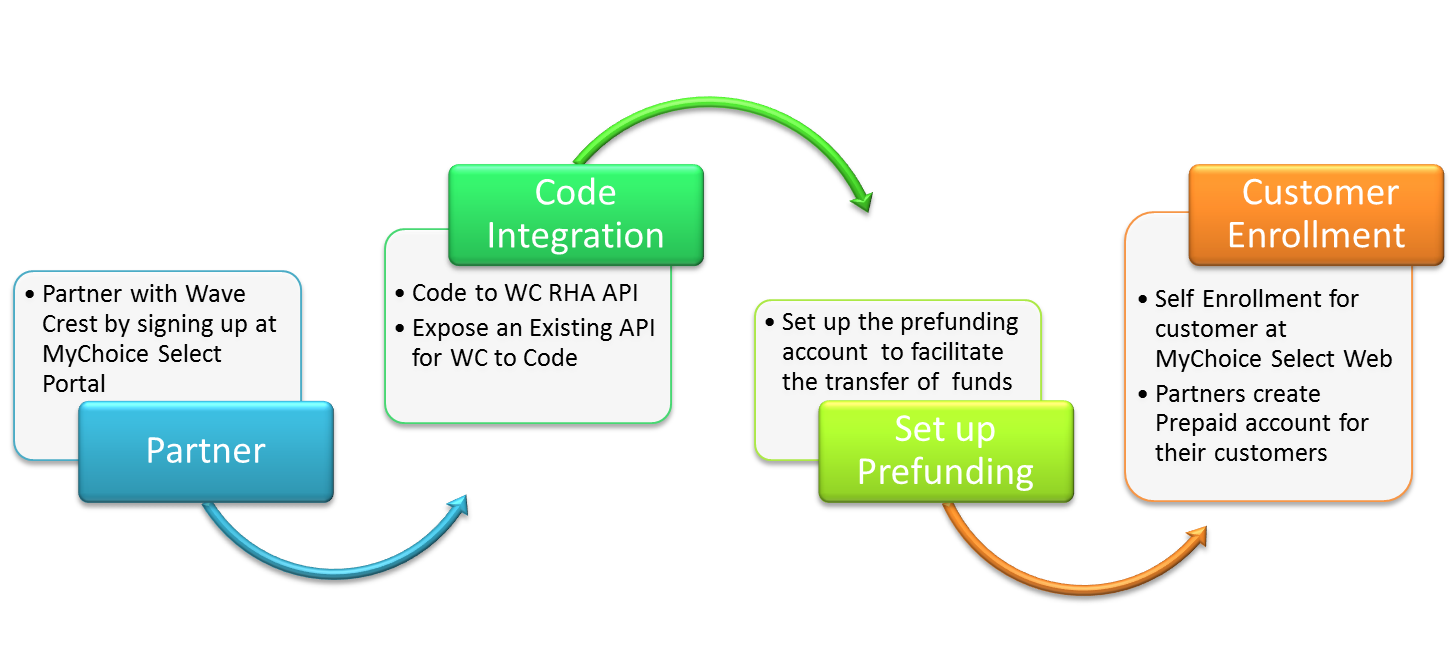 • Partner with Wave
Crest by signing up at
MyChoice Select
Portal
Partner
Code
Integration
• Code to WC RHA API
• Expose an Existing API
for WC to Code
• Set up the prefunding
account to facilitate
the transfer of funds
Set up
Prefunding
Customer
Enrollment
• Self Enrollment for
customer at
MyChoice Select Web
• Partners create
Prepaid account for
their customers